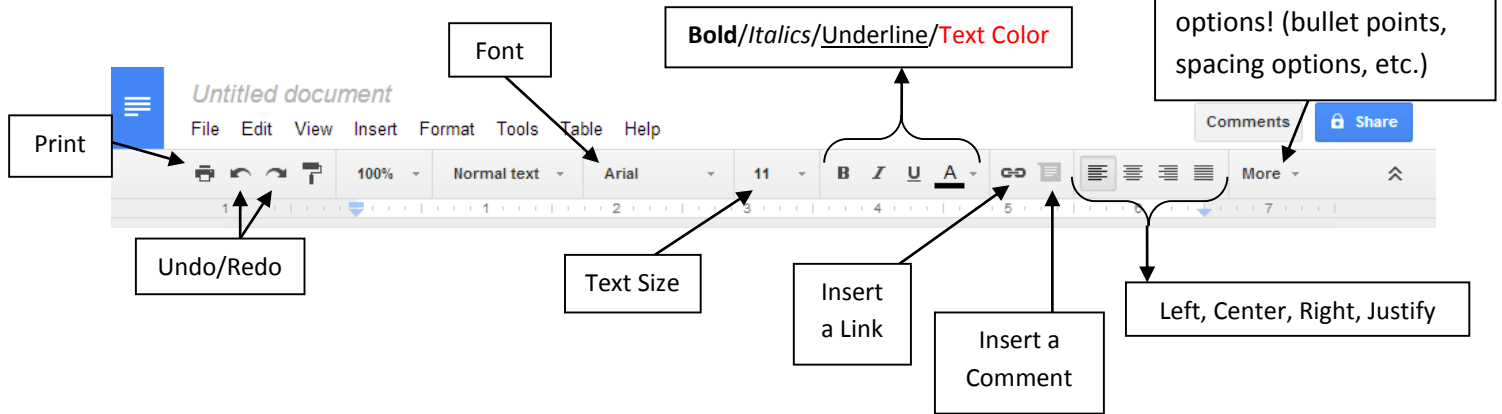 options! (bullet points,
spacing options, etc.)
Bold/Italics/Underline/Text Color
Font
Untitled document
File Edit View Insert Format Tools Table Help
Comments
Share
Print
100%
Normal text
Arial
11
B I U A
More
1 1 2 3 4 5 6 7
Undo/Redo
Text Size
Insert
a Link
Insert a
Comment
Left, Center, Right, Justify